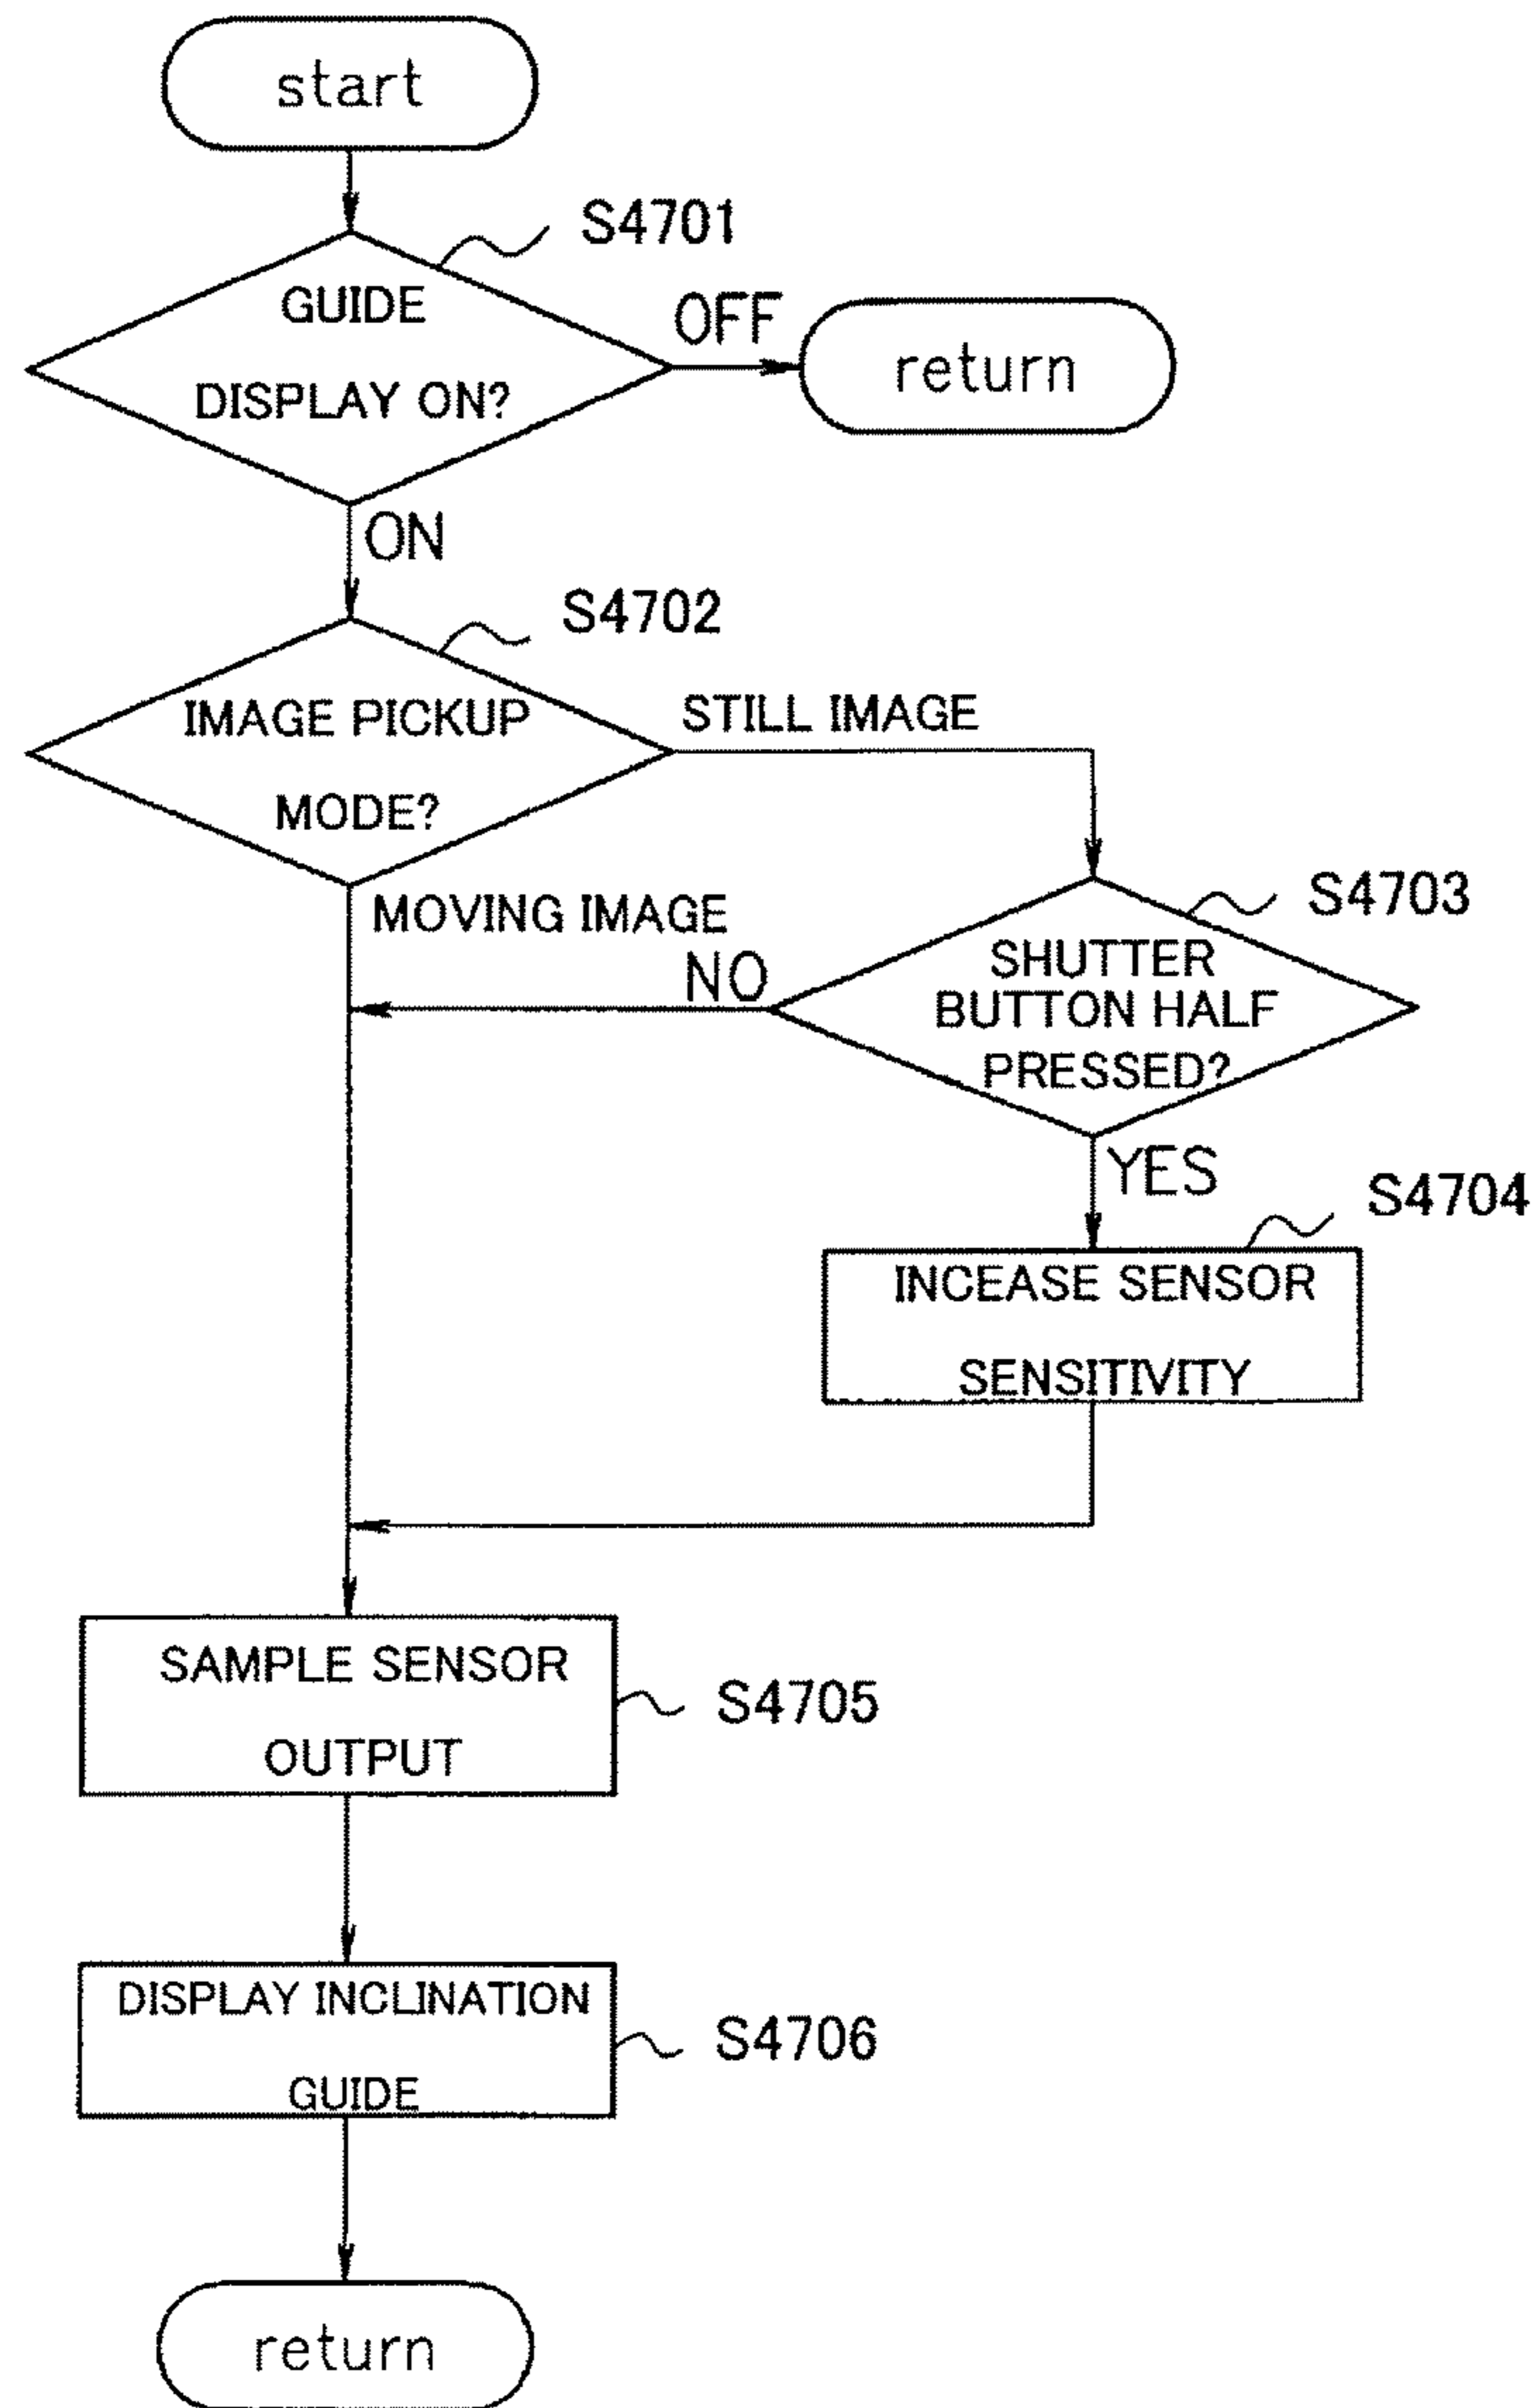 start
S4701
GUIDE
DISPLAY ON?
OFF
return
ON
S4702
IMAGE PICKUP
MODE?
STILL IMAGE
MOVING IMAGE
S4703
SHUTTER
BUTTON HALF
PRESSED?
NO
YES
S4704
INCEASE SENSOR
SENSITIVITY
SAMPLE SENSOR
OUTPUT
S4705
DISPLAY INCLINATION
GUIDE
S4706
return